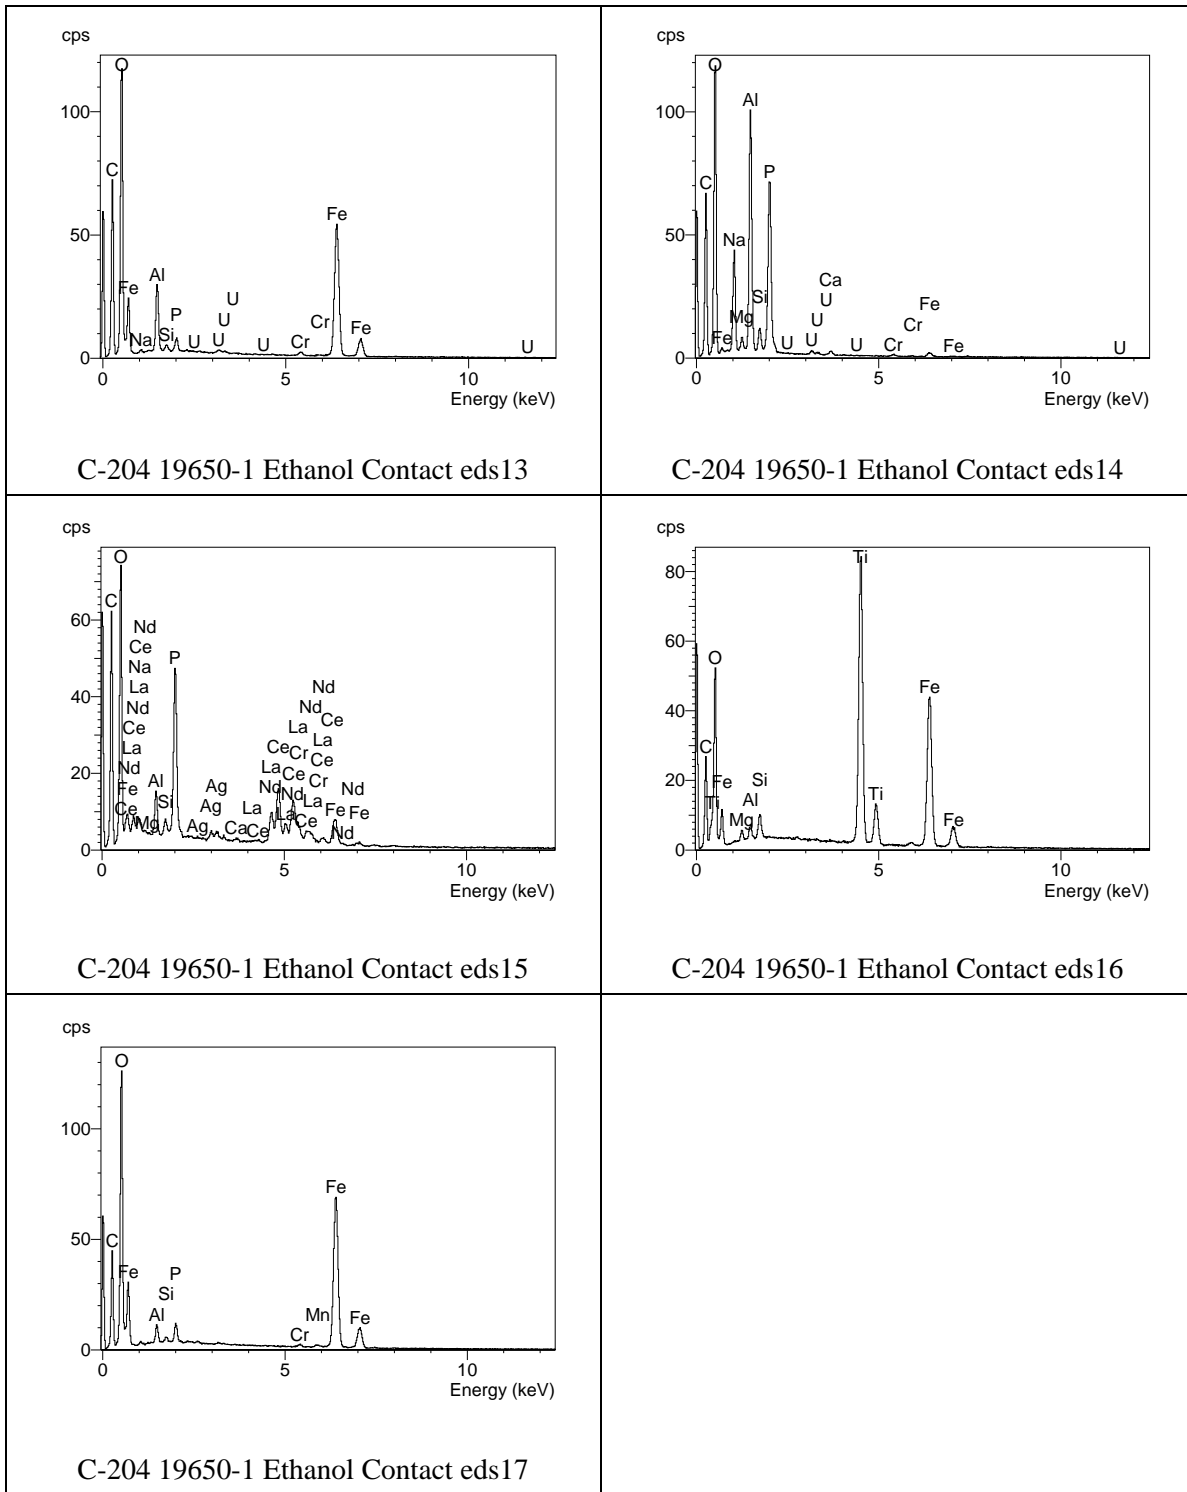 cps
O
100
C
50
Fe
Al
Fe
P
Na
Si
U
U
U
U
U
Cr
Cr
Fe
U
0
0
5
10
Energy (keV)
C-204 19650-1 Ethanol Contact eds13
cps
O
Al
100
P
C
50
Na
Ca
U
Fe
Si
Mg
U
Cr
Fe
U
U
U
Cr
Fe
U
0
0
5
10
Energy (keV)
C-204 19650-1 Ethanol Contact eds14
cps
O
C
60
Nd
Ce
Na
P
La
Nd
Nd
40
Ce
Nd
Ce
La
La
Ce
La
Nd
Cr
Ce
20
La
Ce
Cr
Al
Fe
Ag
Nd
Nd
Nd
La
Ce
Si
Ag
La
Fe
Fe
Mg
Ag
Ca
Ce
La
Ce
Nd
0
0
5
10
Energy (keV)
C-204 19650-1 Ethanol Contact eds15
cps
80
Ti
60
O
Fe
40
C
Fe
Si
20
Ti
Al
Ti
Mg
Fe
0
0
5
10
Energy (keV)
C-204 19650-1 Ethanol Contact eds16
cps
O
100
Fe
50
C
Fe
P
Si
Al
Mn
Cr
Fe
0
0
5
10
Energy (keV)
C-204 19650-1 Ethanol Contact eds17